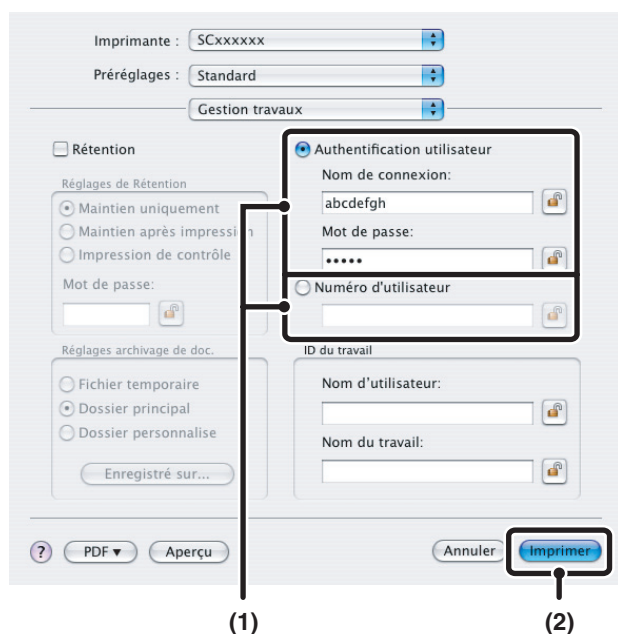 Imprimante : SCxxxxxx
Préréglages : Standard
Gestion travaux
Rétention
Réglages de Rétention
Maintien uniquement
Maintien après impression
Impression de contrôle
Mot de passe:
Authentification utilisateur
Nom de connexion:
abcdefgh
Mot de passe:
•••••
Numéro d'utilisateur
Réglages archivage de doc.
Fichier temporaire
Dossier principal
Dossier personnalise
Enregistré sur...
ID du travail
Nom d'utilisateur:
Nom du travail:
? PDF ▼ Aperçu Annuler Imprimer
(1) (2)